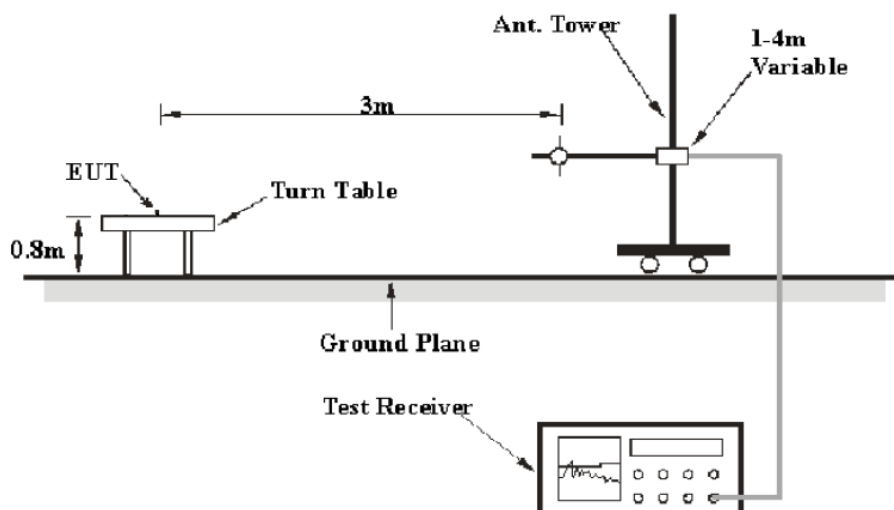 Ant. Tower
1-4m
Variable
3m
EUT
Turn Table
0.8m
Ground Plane
Test Receiver